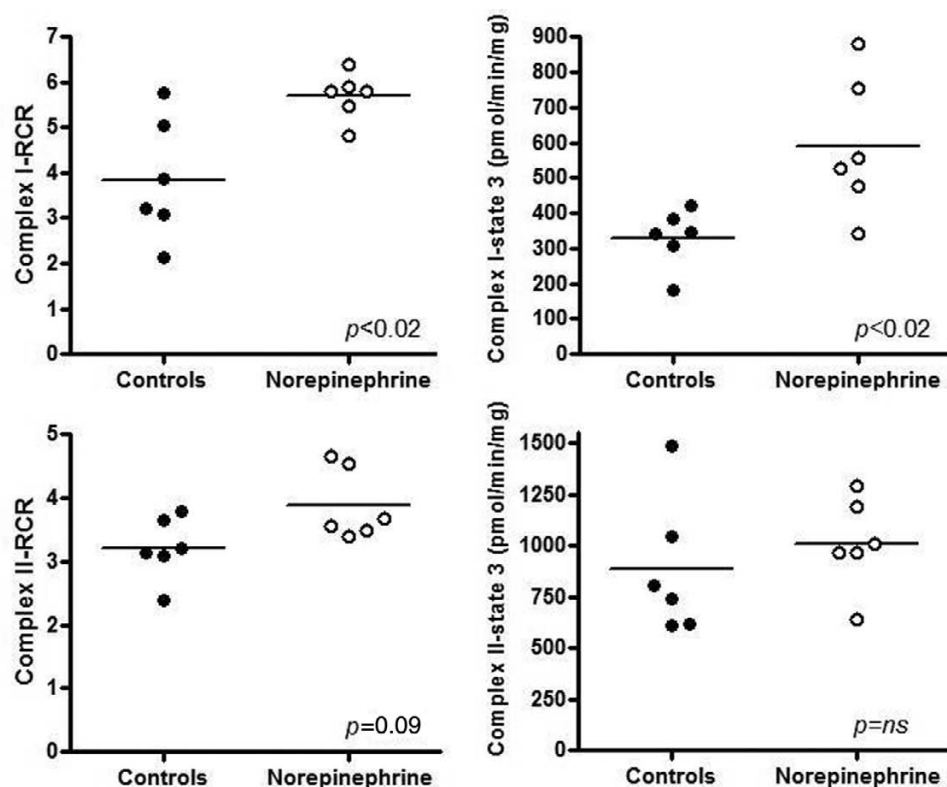 Complex I-RCR
7
6
5
4
3
2
1
0
p<0.02
Controls Norepinephrine
Complex I-state 3 (pmol/min/mg)
900
800
700
600
500
400
300
200
100
0
p<0.02
Controls Norepinephrine
Complex II-RCR
5
4
3
2
1
0
p=0.09
Controls Norepinephrine
Complex II-state 3 (pmol/min/mg)
1500
1250
1000
750
500
250
0
p=ns
Controls Norepinephrine